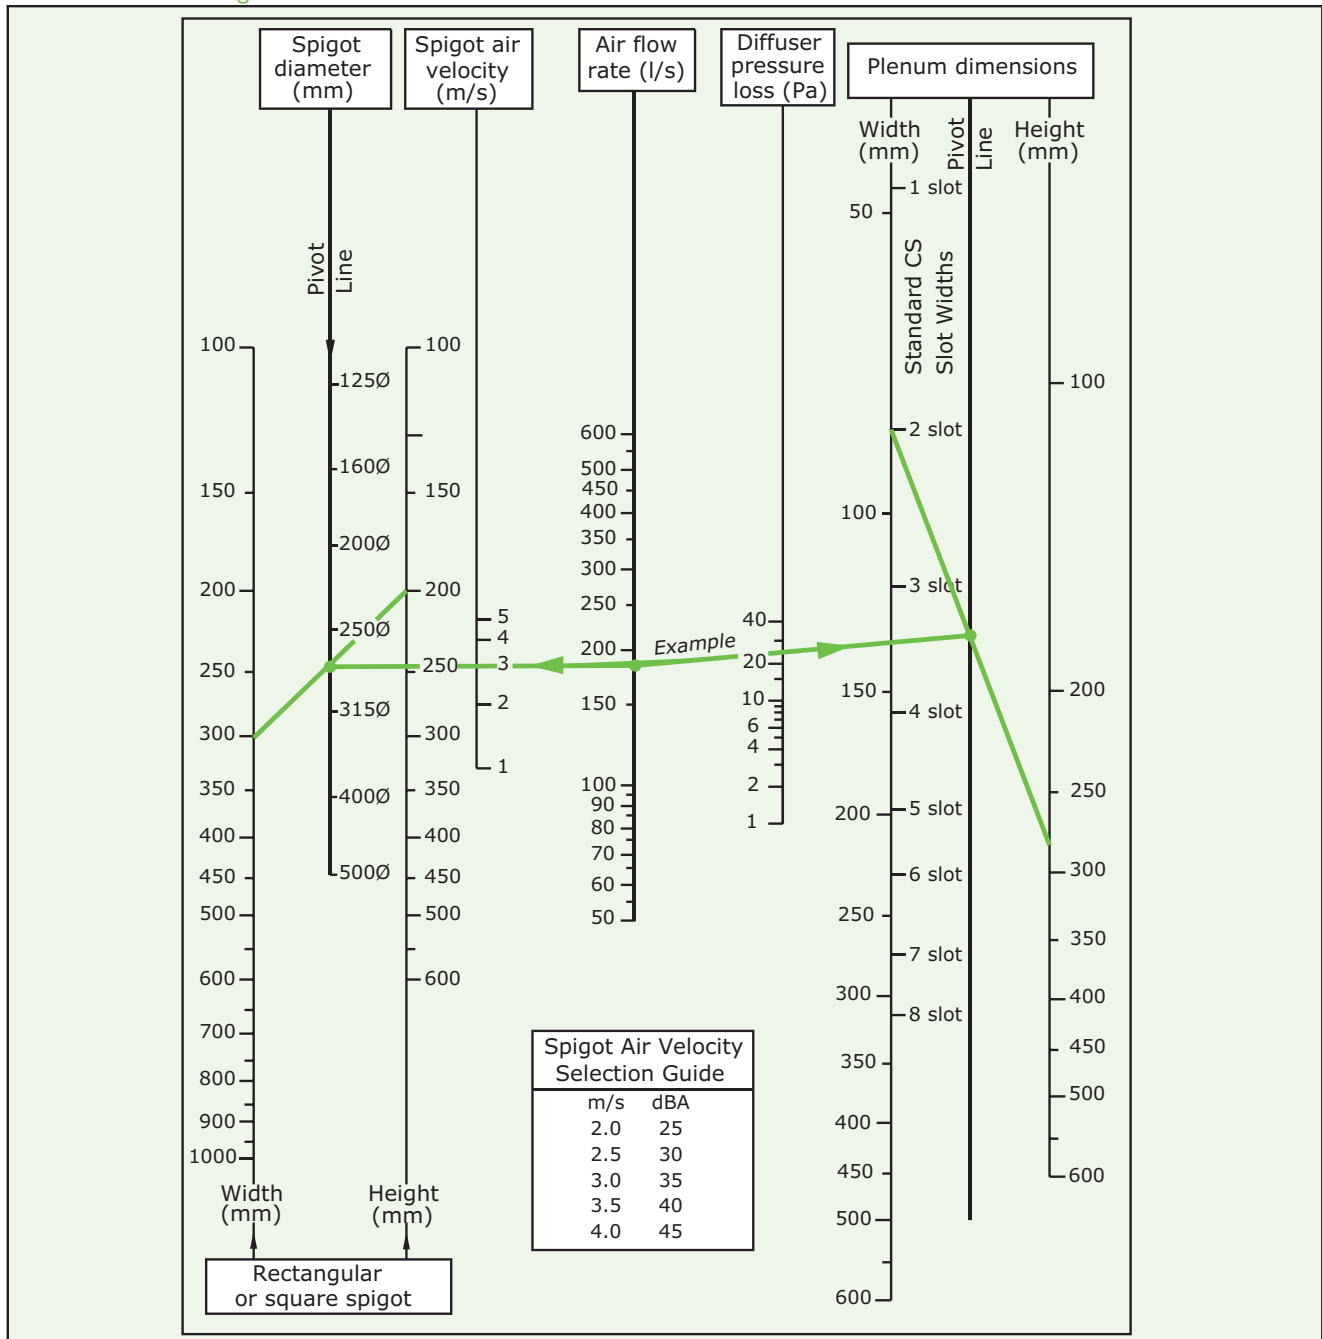 Spigot
diameter
(mm)
Spigot air
velocity
(m/s)
Air flow
rate (l/s)
Diffuser
pressure
loss (Pa)
Plenum dimensions
Width
(mm)
Pivot
Line
Height
(mm)
Pivot
Line
Standard CS
Slot Widths
100
150
200
250
300
350
400
450
500
600
700
800
900
1000
Width
(mm)
125Ø
160Ø
200Ø
250Ø
315Ø
400Ø
500Ø
100
150
200
250
300
350
400
450
500
600
Height
(mm)
Rectangular
or square spigot
5
4
3
2
1
600
500
450
400
350
300
250
200
150
100
90
80
70
60
50
Example
40
20
10
6
4
2
1
50
100
150
200
250
300
350
400
450
500
600
1 slot
2 slot
3 slot
4 slot
5 slot
6 slot
7 slot
8 slot
100
200
250
300
350
400
450
500
600
Spigot Air Velocity
Selection Guide
m/s dBA
2.0 25
2.5 30
3.0 35
3.5 40
4.0 45